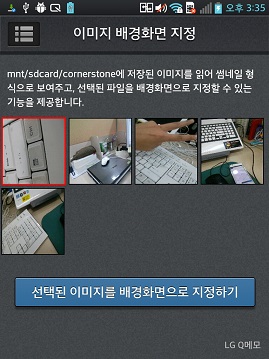 오후 3:35
이미지 배경화면 지정
mnt/sdcard/cornerstone에 저장된 이미지를 읽어 썸네일 형
식으로 보여주고, 선택된 파일을 배경화면으로 지정할 수 있는
기능을 제공합니다.
선택된 이미지를 배경화면으로 지정하기
LG Q메모